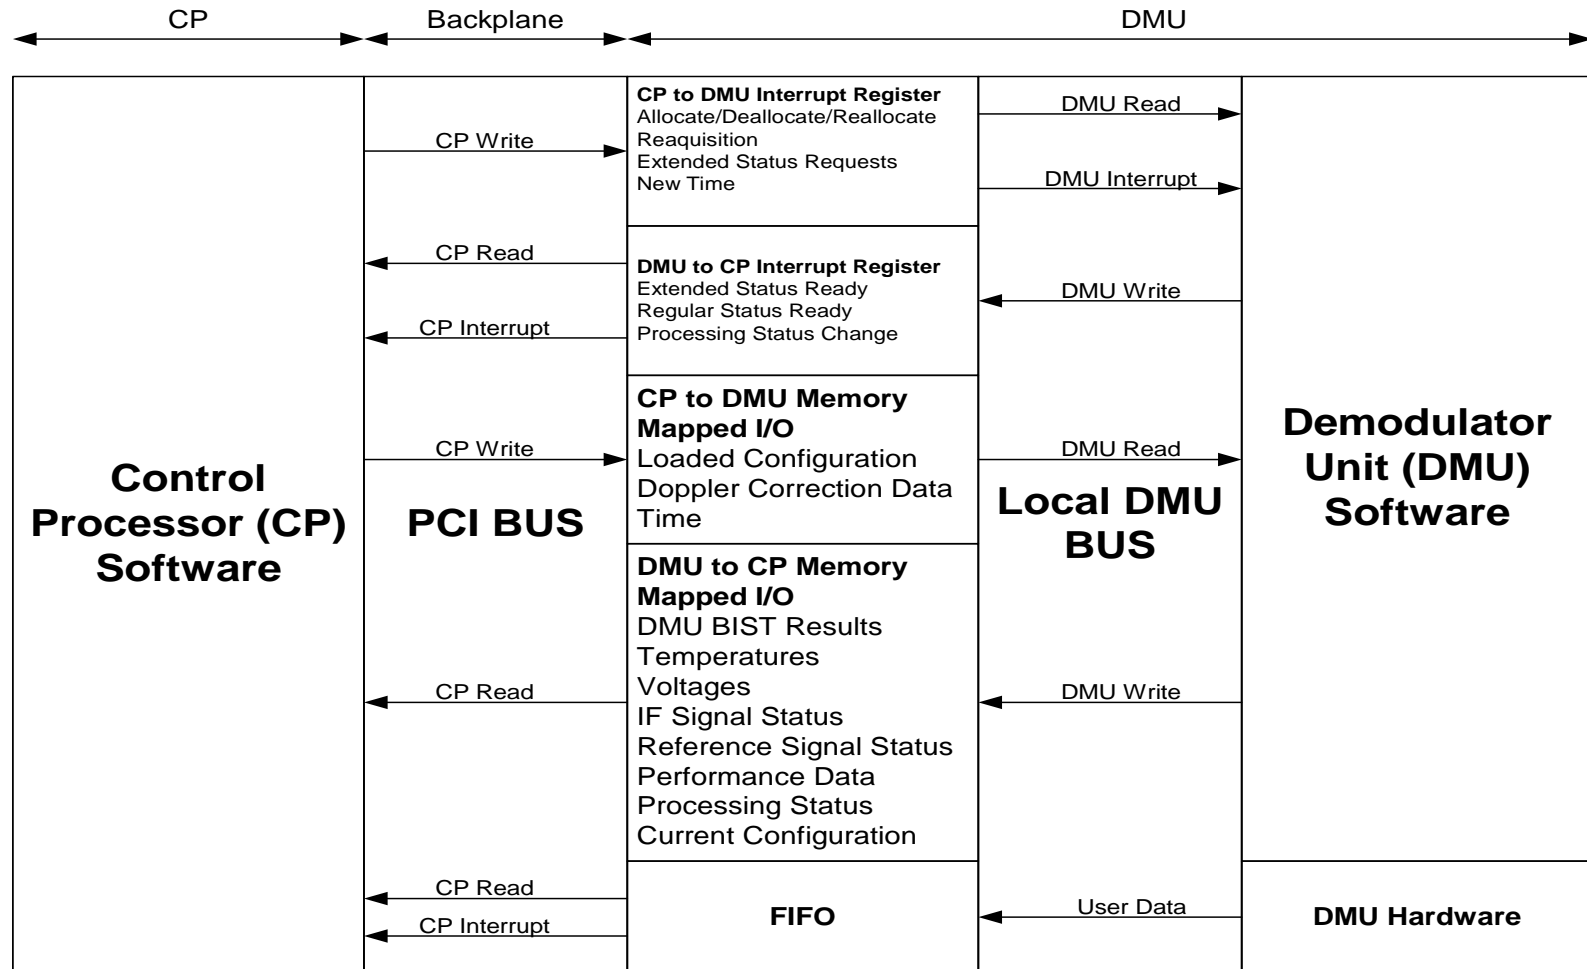 CP
Backplane
DMU
CP to DMU Interrupt Register
Allocate/Deallocate/Reallocate
Reaquisition
Extended Status Requests
New Time
CP Write
DMU Read
DMU Interrupt
CP Read
CP Interrupt
DMU to CP Interrupt Register
Extended Status Ready
Regular Status Ready
Processing Status Change
DMU Write
CP to DMU Memory
Mapped I/O
Loaded Configuration
Doppler Correction Data
Time
CP Write
DMU Read
Control
Processor (CP)
Software
PCI BUS
Local DMU
BUS
Demodulator
Unit (DMU)
Software
DMU to CP Memory
Mapped I/O
DMU BIST Results
Temperatures
Voltages
IF Signal Status
Reference Signal Status
Performance Data
Processing Status
Current Configuration
CP Read
DMU Write
CP Read
CP Interrupt
FIFO
User Data
DMU Hardware